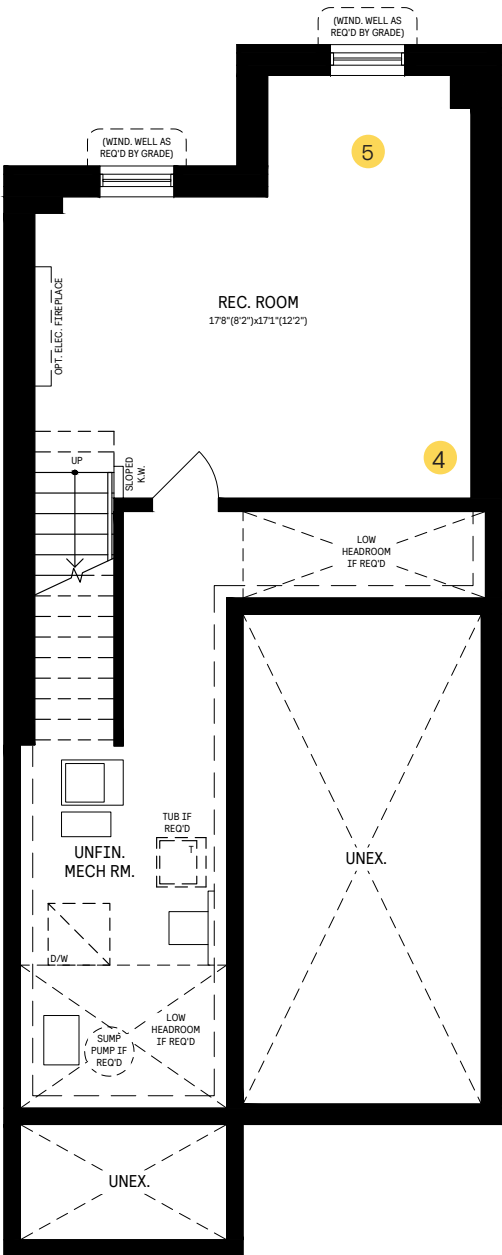 (WIND. WELL AS
REQ'D BY GRADE)
(WIND. WELL AS
REQ'D BY GRADE)
5
OPT. ELEC. FIREPLACE
REC. ROOM
17'8"(8'2")x17'1"(12'2")
4
UP
SLOPED
K.W.
LOW
HEADROOM
IF REQ'D
TUB IF
REQ'D
T
UNFIN.
MECH RM.
UNEX.
D/W
LOW
HEADROOM
IF REQ'D
SUMP
PUMP IF
REQ'D
UNEX.